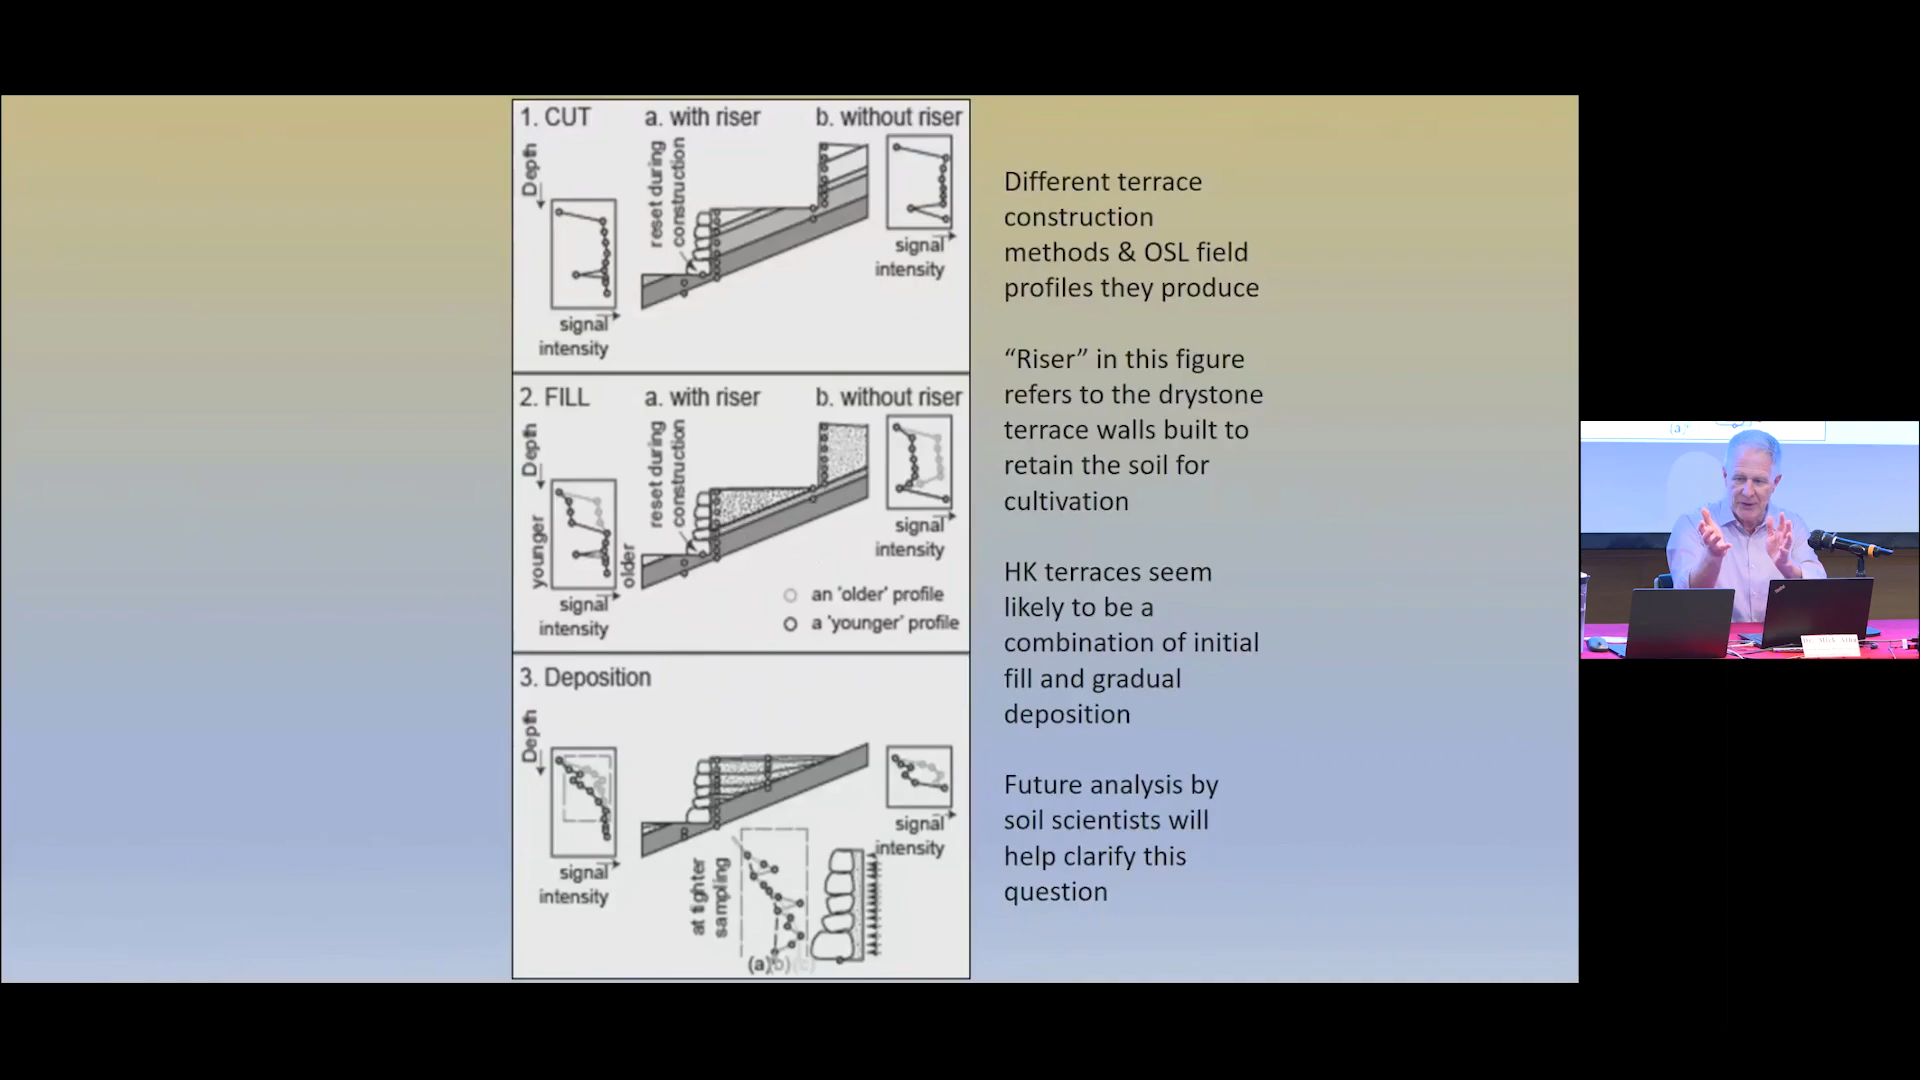 1. CUT
a. with riser
b. without riser
Depth
reset during
construction
signal
intensity
signal
intensity
2. FILL
a. with riser
b. without riser
Depth
reset during
construction
younger
older
signal
intensity
signal
intensity
an 'older' profile
a 'younger' profile
3. Deposition
Depth
signal
intensity
signal
intensity
at tighter
sampling
(a)(b)(c)
Different terrace
construction
methods & OSL field
profiles they produce
“Riser” in this figure
refers to the drystone
terrace walls built to
retain the soil for
cultivation
HK terraces seem
likely to be a
combination of initial
fill and gradual
deposition
Future analysis by
soil scientists will
help clarify this
question
(a)
Dr. Mick